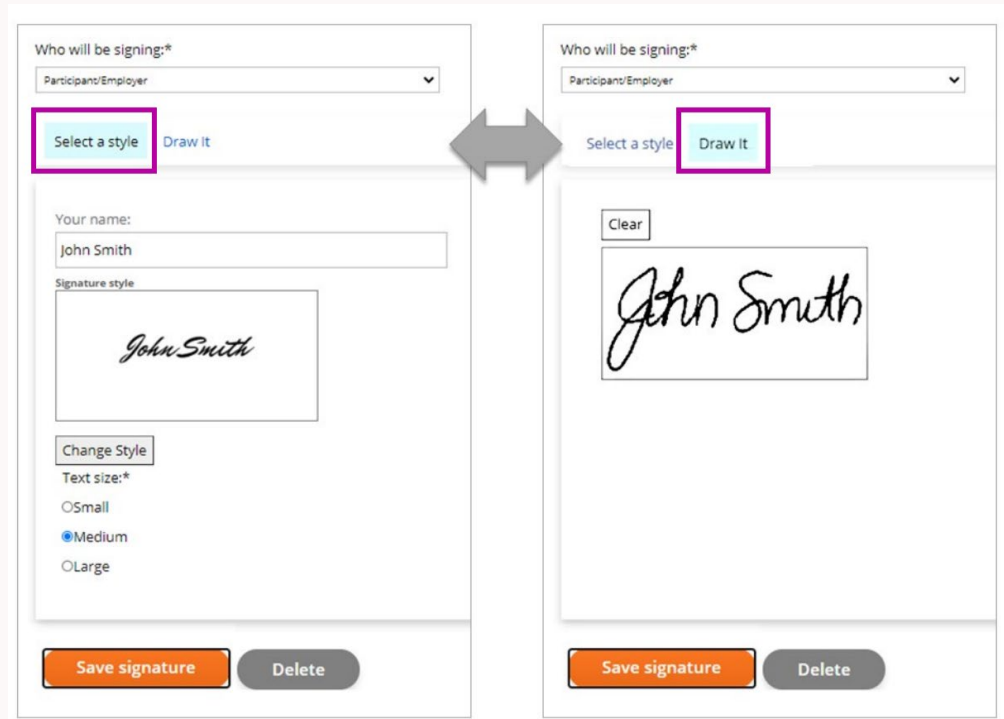 Who will be signing:*
Participant/Employer
Select a style Draw It
Your name:
John Smith
Signature style
John Smith
Change Style
Text size:*
Small
Medium
Large
Save signature Delete
Who will be signing:*
Participant/Employer
Select a style Draw It
Clear
John Smith
Save signature Delete